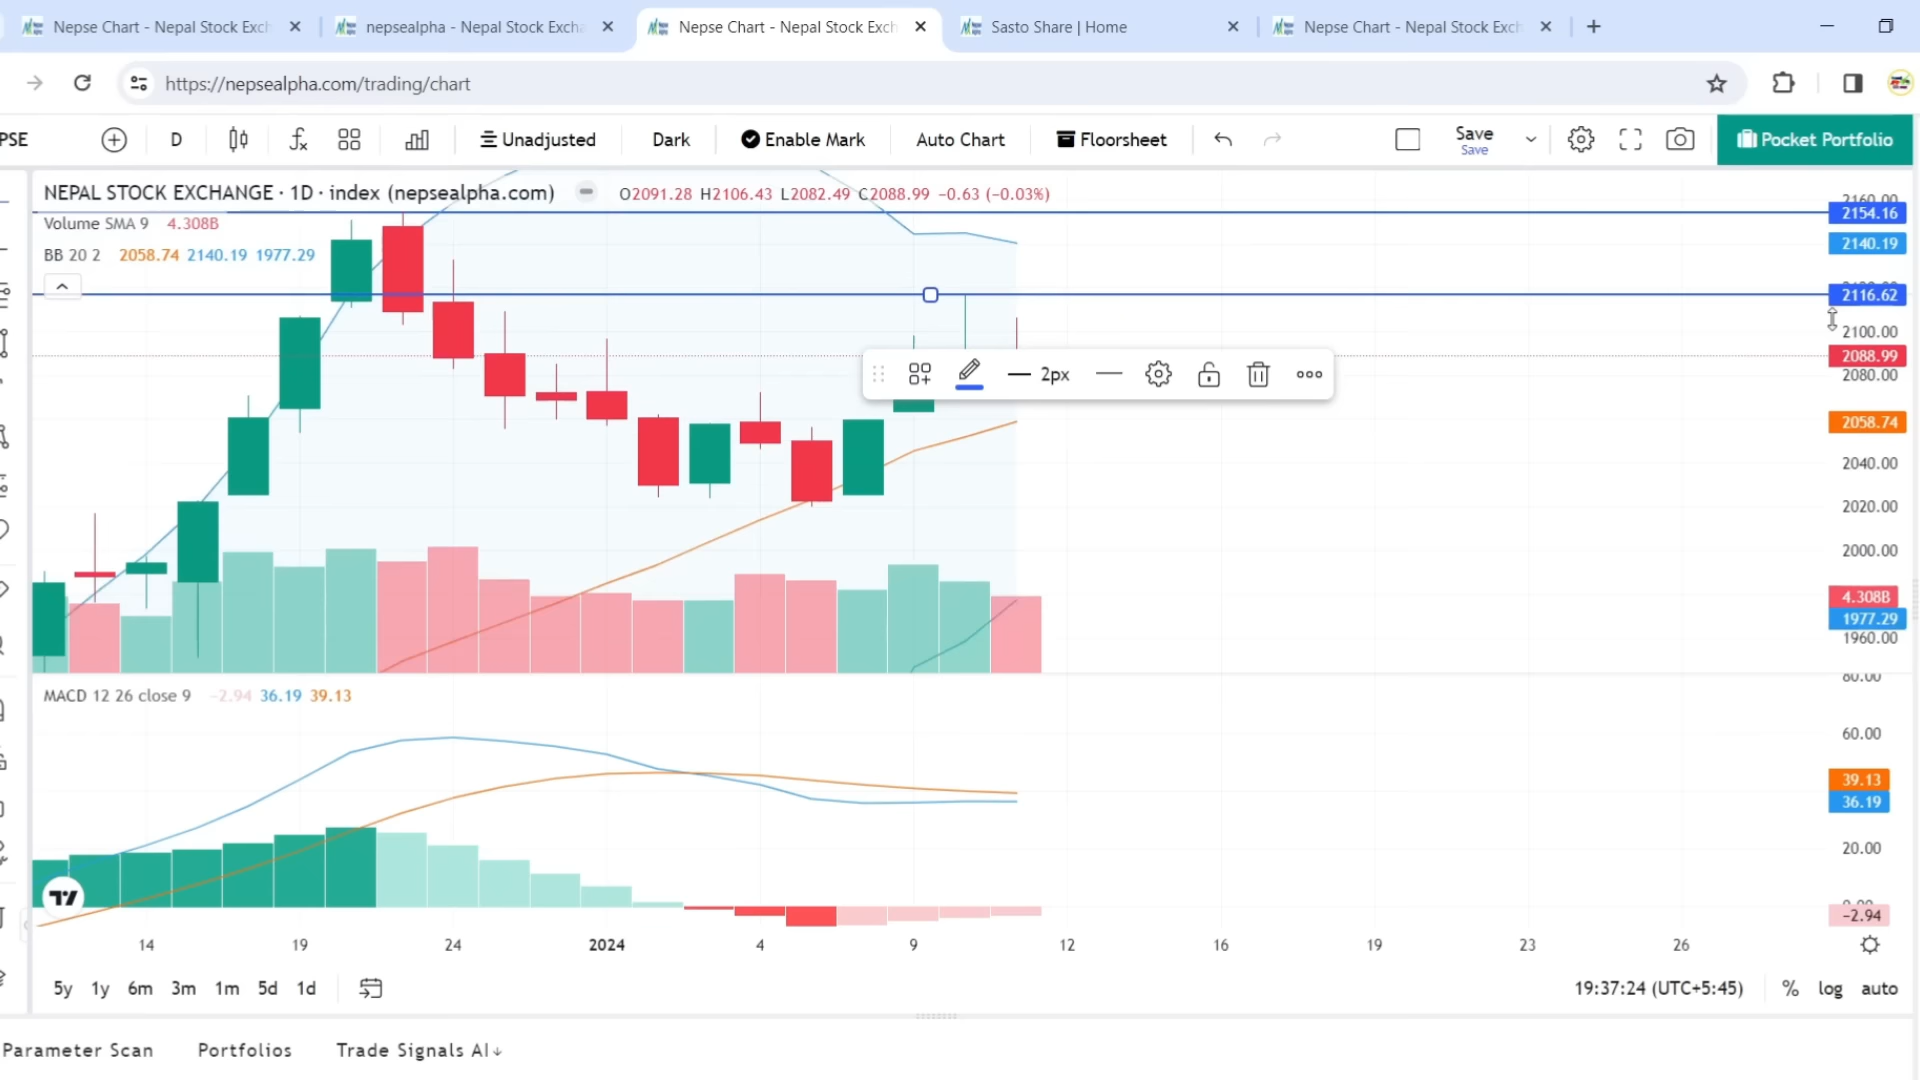 Nepse Chart - Nepal Stock Exch
nepsealpha - Nepal Stock Excha
Nepse Chart - Nepal Stock Exch
Sasto Share | Home
Nepse Chart - Nepal Stock Exch
https://nepsealpha.com/trading/chart
PSE
D
Unadjusted
Dark
Enable Mark
Auto Chart
Floorsheet
Save
Save
Pocket Portfolio
NEPAL STOCK EXCHANGE · 1D · index (nepsealpha.com)
O2091.28 H2106.43 L2082.49 C2088.99 −0.63 (−0.03%)
Volume SMA 9 4.308B
BB 20 2 2058.74 2140.19 1977.29
2160.00
2154.16
2140.19
2116.62
2100.00
2088.99
2080.00
2058.74
2040.00
2020.00
2000.00
4.308B
1977.29
1960.00
2px
MACD 12 26 close 9 −2.94 36.19 39.13
80.00
60.00
39.13
36.19
20.00
0.00
−2.94
14 19 24 2024 4 9 12 16 19 23 26
5y 1y 6m 3m 1m 5d 1d
19:37:24 (UTC+5:45)
% log auto
Parameter Scan
Portfolios
Trade Signals AI↓